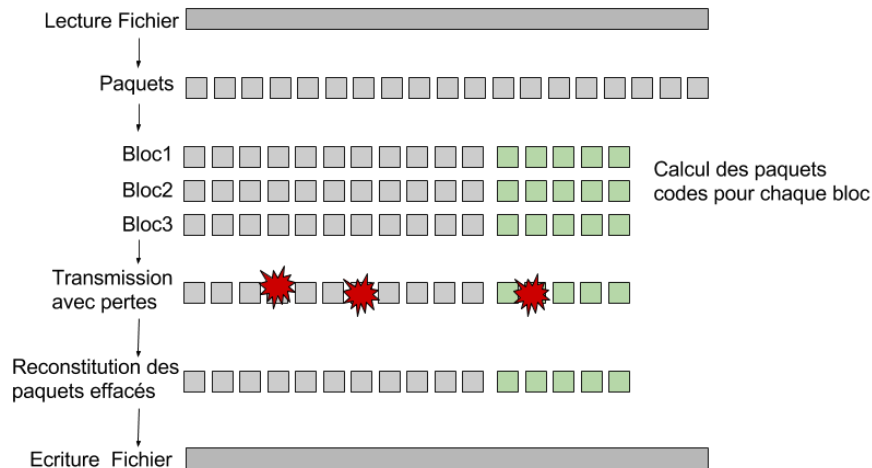 Lecture Fichier
Paquets
Bloc1
Bloc2
Bloc3
Calcul des paquets
codes pour chaque bloc
Transmission
avec pertes
Reconstitution des
paquets effacés
Ecriture Fichier